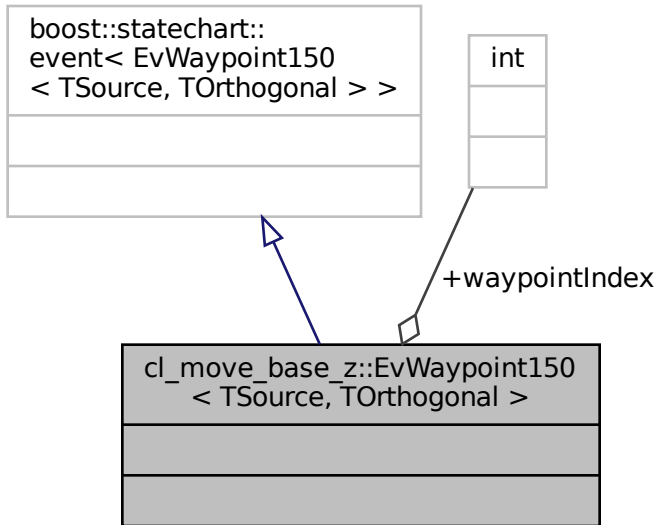 boost::statechart::
event< EvWaypoint150
< TSource, TOrthogonal > >
int
+waypointIndex
cl_move_base_z::EvWaypoint150
< TSource, TOrthogonal >